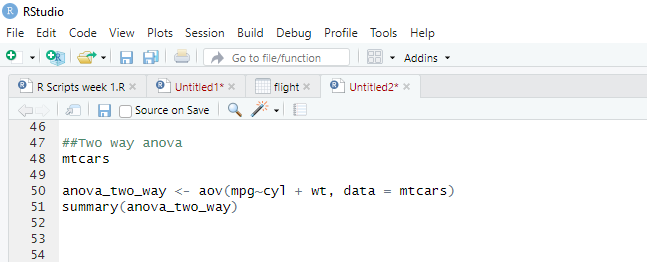 RStudio
File Edit Code View Plots Session Build Debug Profile Tools Help
Go to file/function Addins
R Scripts week 1.R Untitled1* flight Untitled2*
Source on Save
46
47 ##Two way anova
48 mtcars
49
50 anova_two_way <- aov(mpg~cyl + wt, data = mtcars)
51 summary(anova_two_way)
52
53
54